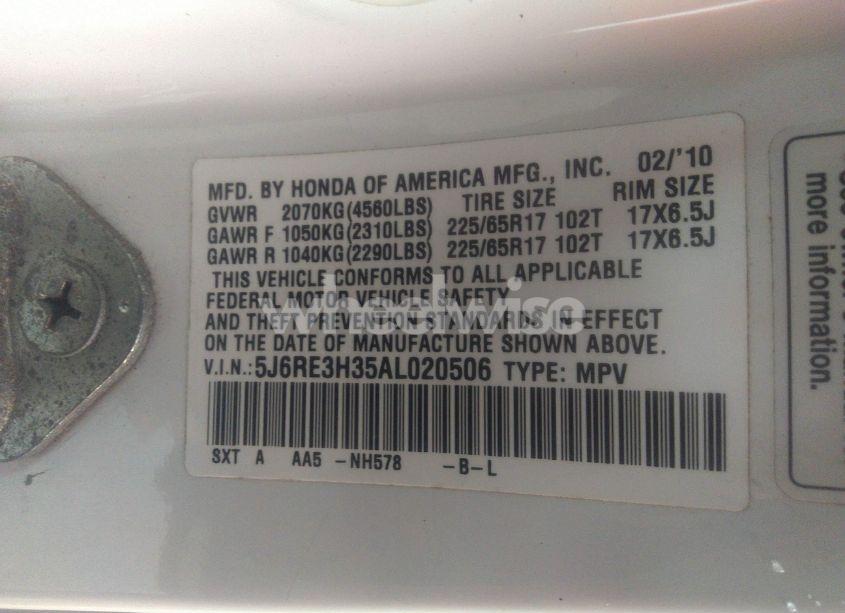 MFD. BY HONDA OF AMERICA MFG., INC. 02/'10
GVWR 2070KG(4560LBS) TIRE SIZE RIM SIZE
GAWR F 1050KG(2310LBS) 225/65R17 102T 17X6.5J
GAWR R 1040KG(2290LBS) 225/65R17 102T 17X6.5J
THIS VEHICLE CONFORMS TO ALL APPLICABLE
FEDERAL MOTOR VEHICLE SAFETY
AND THEFT PREVENTION STANDARDS IN EFFECT
ON THE DATE OF MANUFACTURE SHOWN ABOVE.
V.I.N.: 5J6RE3H35AL020506 TYPE: MPV
SXT A AA5 -NH578 -B-L
more information.